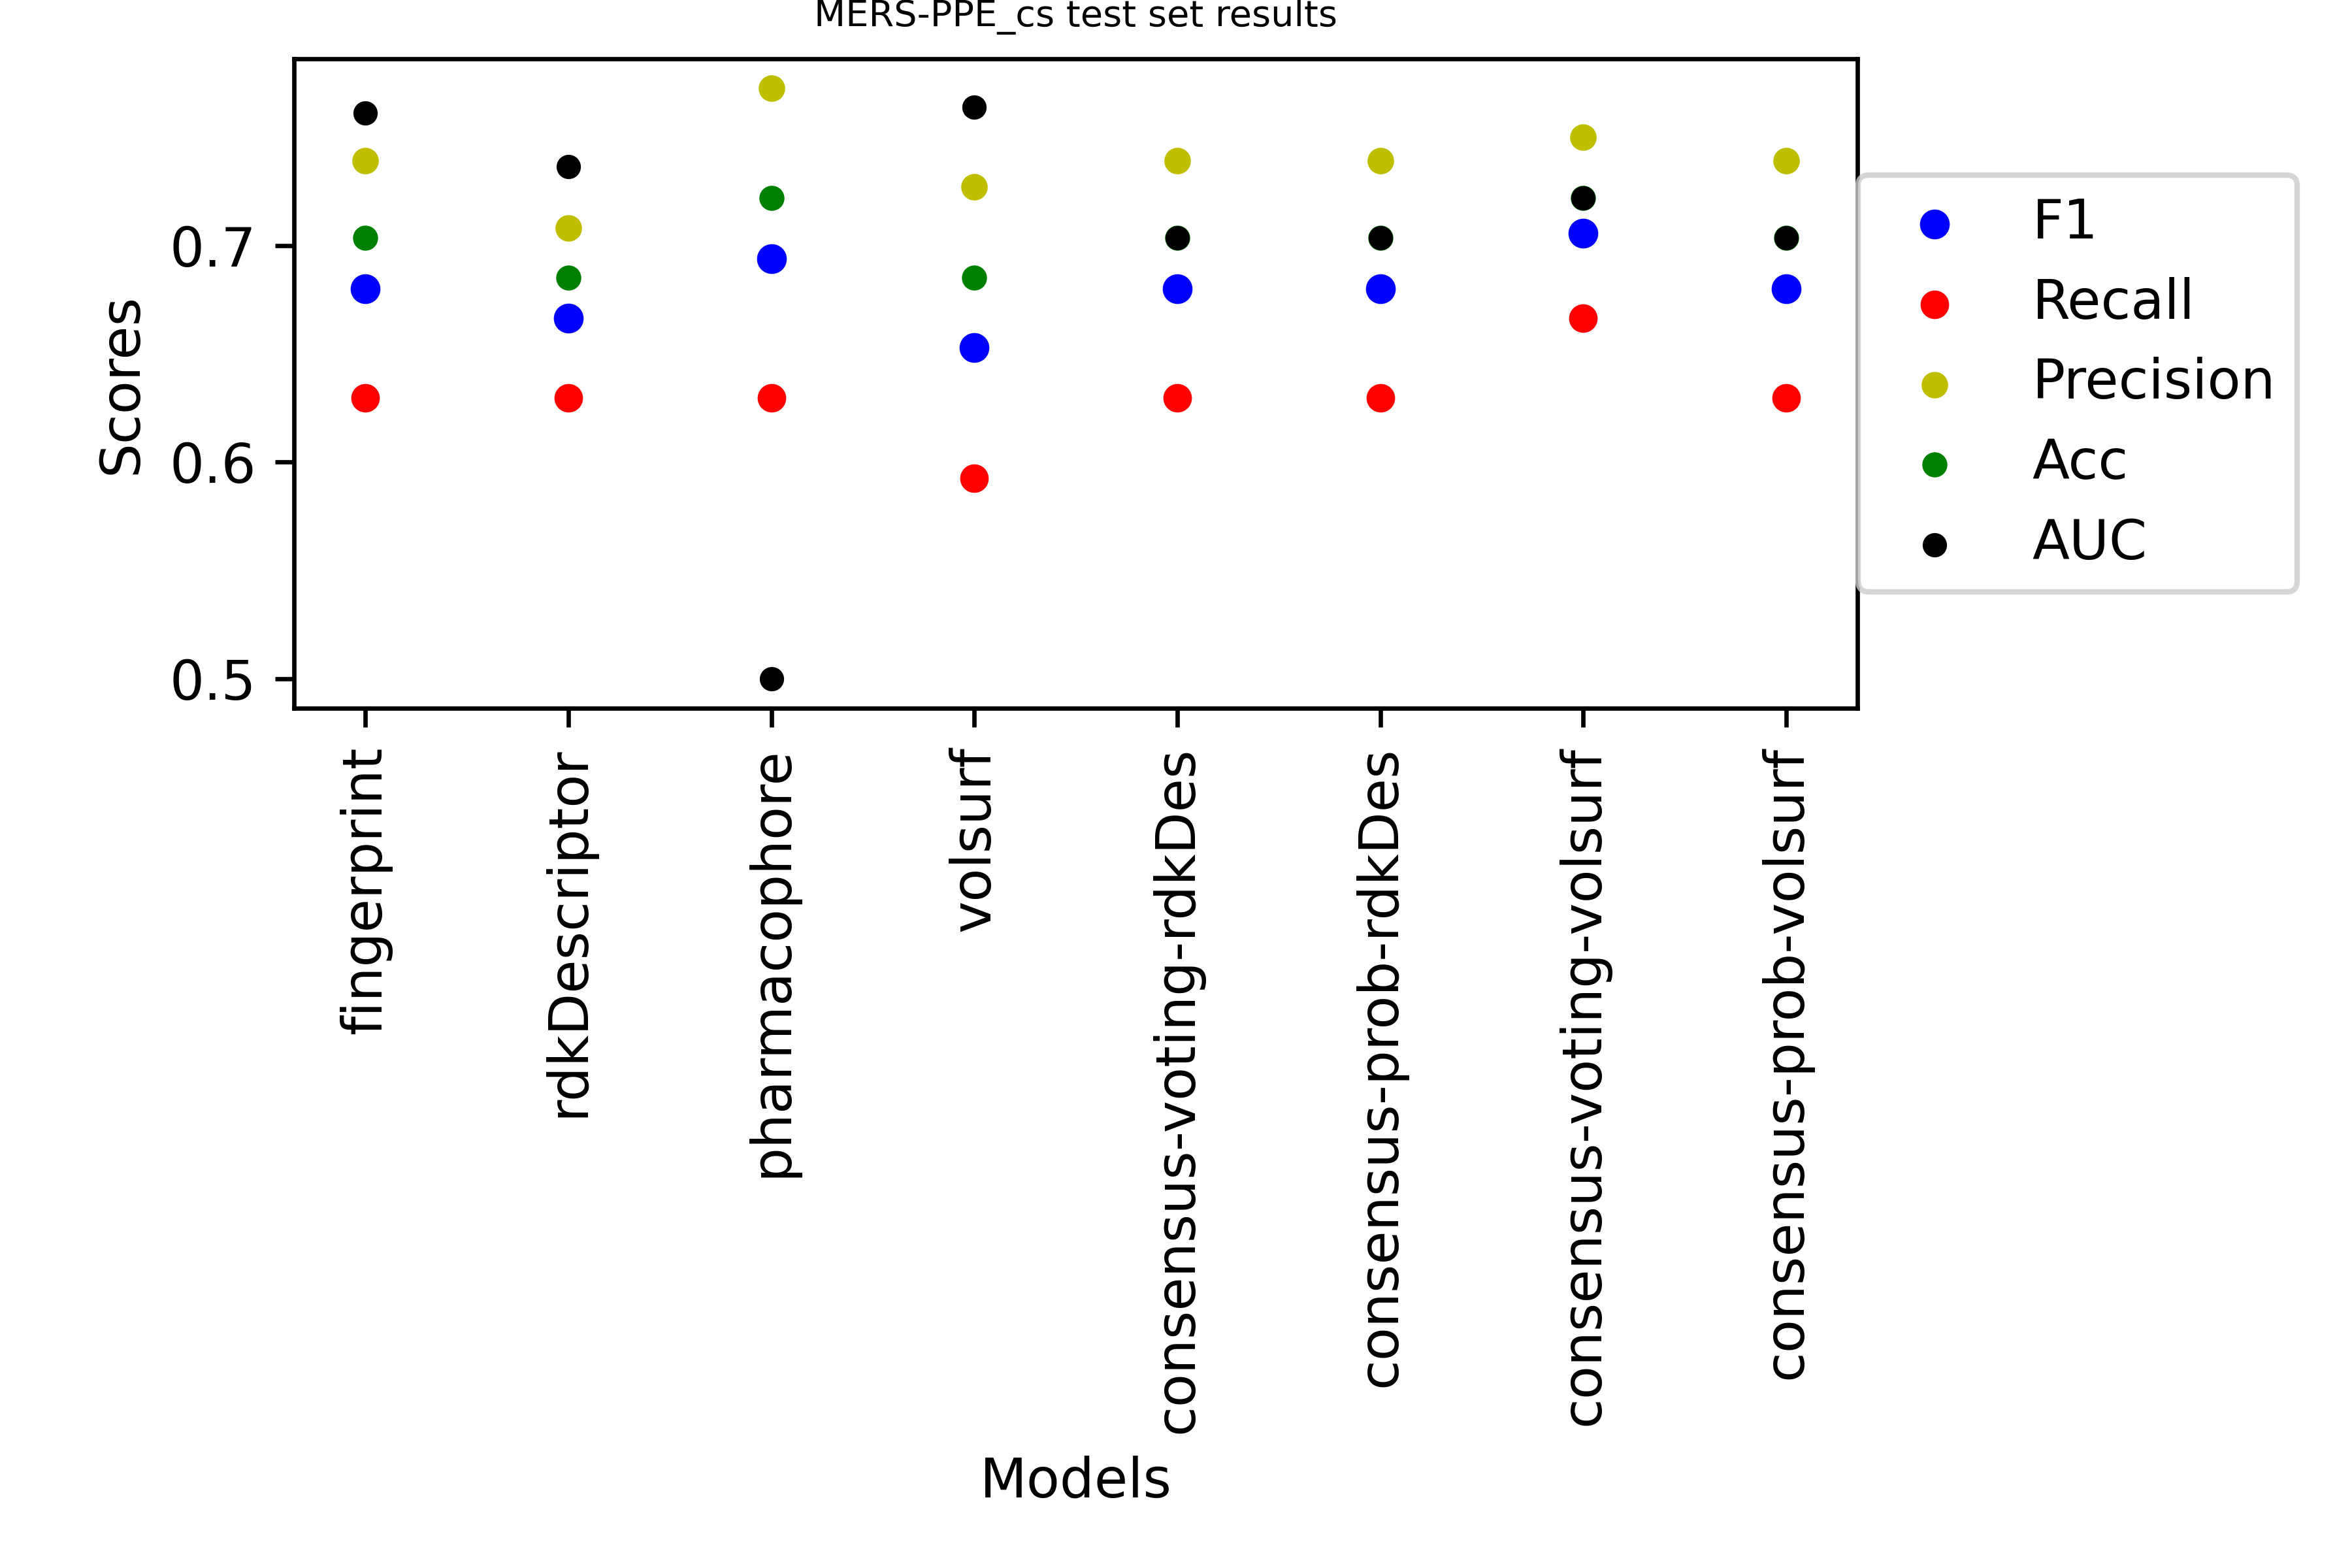 MERS-PPE_cs test set results
Scores
0.7
0.6
0.5
F1
Recall
Precision
Acc
AUC
fingerprint
rdkDescriptor
pharmacophore
volsurf
consensus-voting-rdkDes
consensus-prob-rdkDes
consensus-voting-volsurf
consensus-prob-volsurf
Models